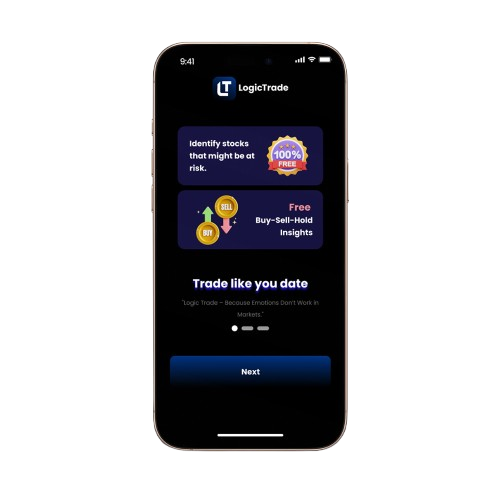 9:41
LT LogicTrade
Identify stocks
that might be at
risk.
100%
FREE
SELL
BUY
Free
Buy-Sell-Hold
Insights
Trade like you date
"Logic Trade – Because Emotions Don't Work In
Markets."
Next